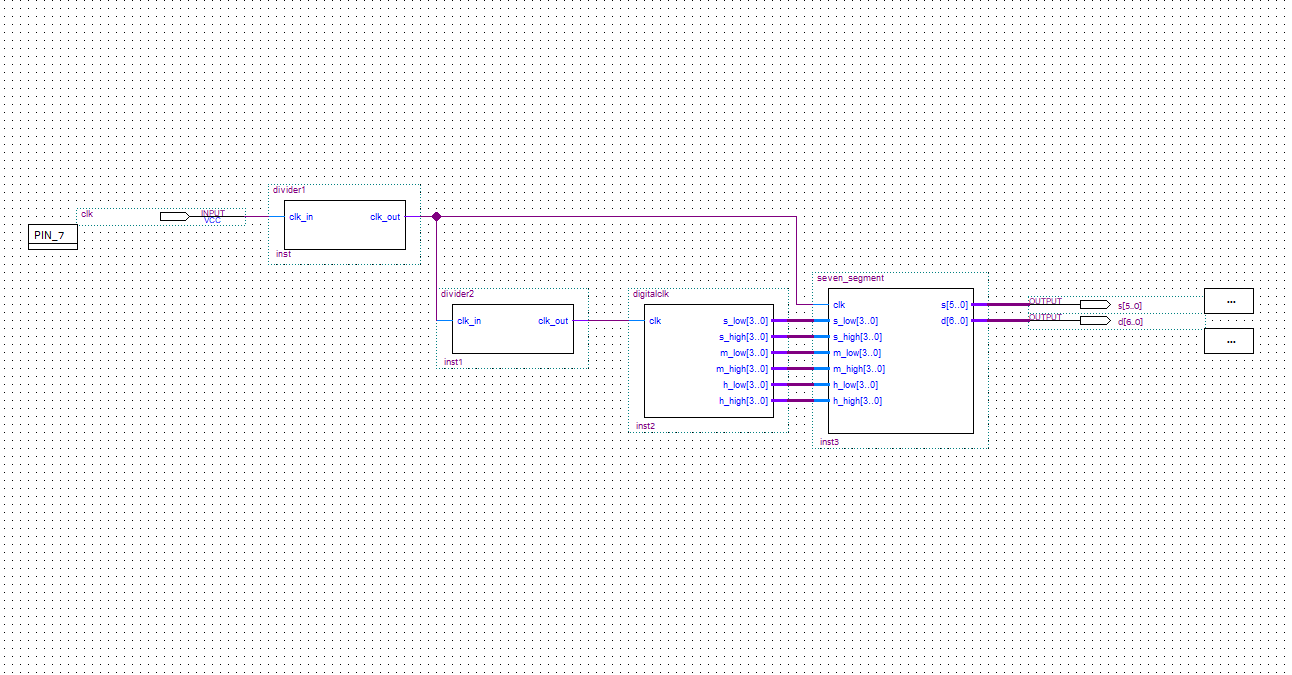 divider1
clk
INPUT
VCC
clk_in
clk_out
PIN_7
inst
seven_segment
divider2
digitalclk
clk
s[5..0]
OUTPUT
s[5..0]
...
clk_in
clk_out
clk
s_low[3..0]
s_low[3..0]
d[6..0]
OUTPUT
d[6..0]
s_high[3..0]
s_high[3..0]
...
m_low[3..0]
m_low[3..0]
inst1
m_high[3..0]
m_high[3..0]
h_low[3..0]
h_low[3..0]
h_high[3..0]
h_high[3..0]
inst2
inst3